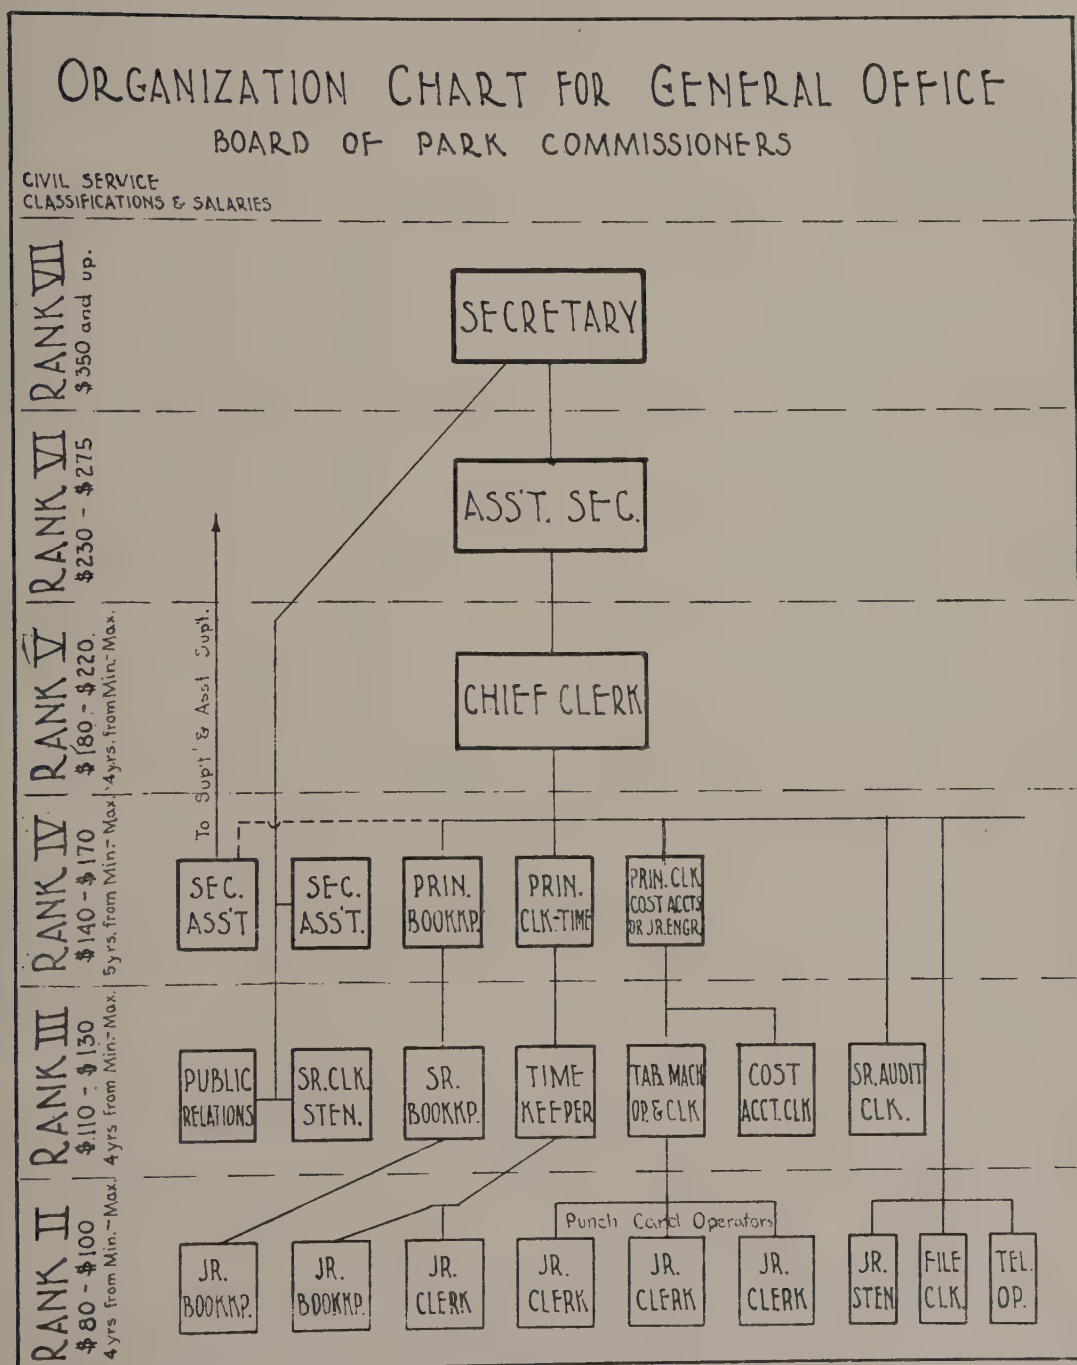 ORGANIZATION CHART FOR GENERAL OFFICE
BOARD OF PARK COMMISSIONERS
CIVIL SERVICE
CLASSIFICATIONS & SALARIES
RANK VII
$350 and up.
SECRETARY
RANK VI
$230 - $275
ASS'T. SEC.
RANK V
$180 - $220.
4yrs. from Min.-Max.
To Sup't & Asst Supt.
CHIEF CLERK
RANK IV
$140 - $170
5yrs. from Min.- Max.
SEC.
ASS'T
SEC.
ASS'T.
PRIN.
BOOKKP.
PRIN.
CLK-TIME
PRIN. CLK
COST ACCTS
OR JR. ENGR.
RANK III
$110 - $130
4yrs from Min.-Max.
PUBLIC
RELATIONS
SR. CLK.
STEN.
SR.
BOOKKP.
TIME
KEEPER
TAB. MACH
OP. & CLK
COST
ACCT. CLK
SR. AUDIT
CLK.
RANK II
$80 - $100
4yrs from Min.-Max.
Punch Card Operators
JR.
BOOKKP.
JR.
BOOKKP.
JR.
CLERK
JR.
CLERK
JR.
CLERK
JR.
CLERK
JR.
STEN
FILE
CLK.
TEL.
OP.